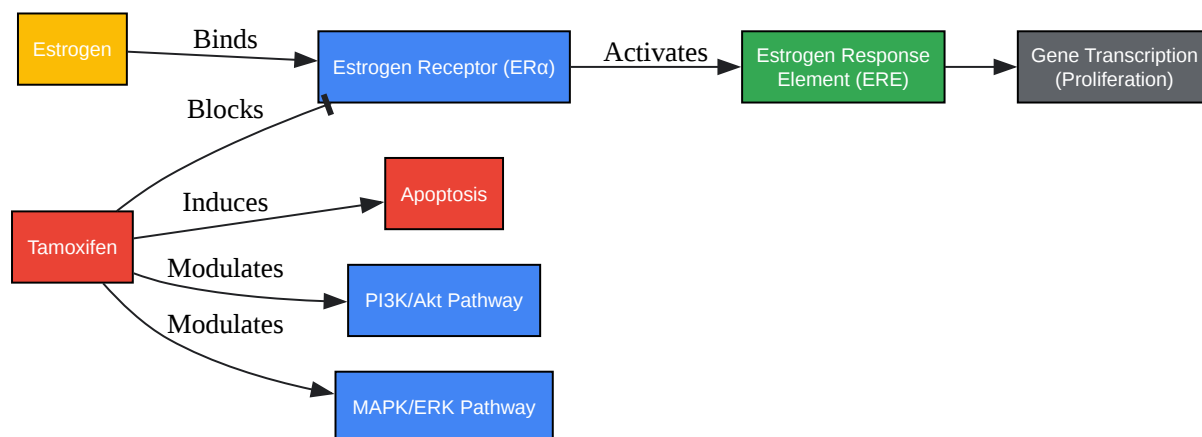 Estrogen
Binds
Estrogen Receptor (ERα)
Activates
Estrogen Response
Element (ERE)
Gene Transcription
(Proliferation)
Blocks
Tamoxifen
Induces
Apoptosis
Modulates
PI3K/Akt Pathway
Modulates
MAPK/ERK Pathway